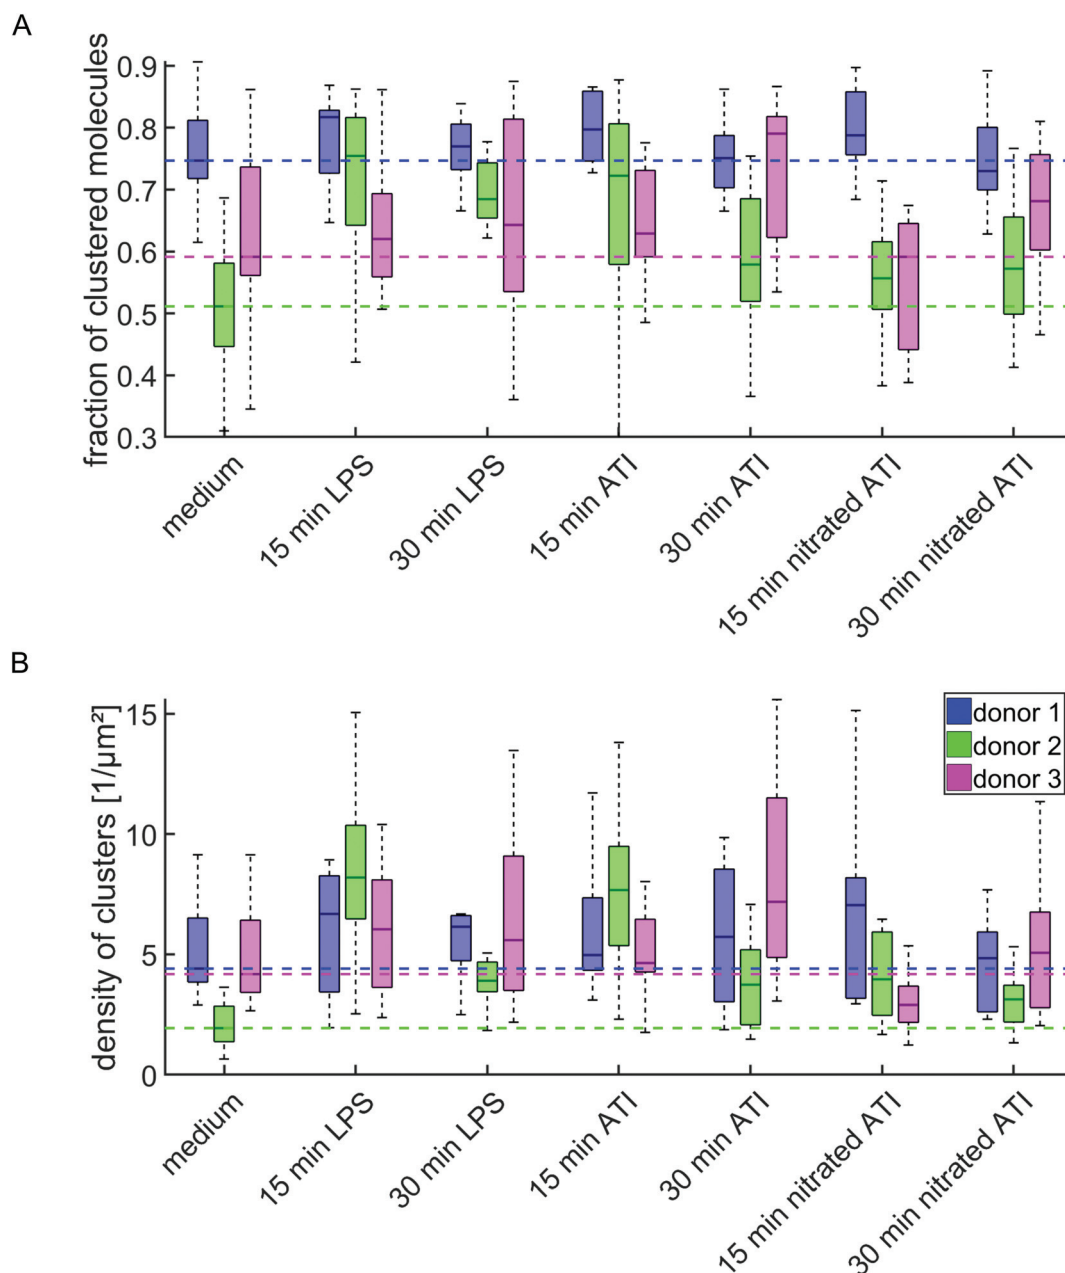 A
fraction of clustered molecules
0.9
0.8
0.7
0.6
0.5
0.4
0.3
medium
15 min LPS
30 min LPS
15 min ATI
30 min ATI
15 min nitrated ATI
30 min nitrated ATI
B
density of clusters [1/μm²]
15
10
5
0
donor 1
donor 2
donor 3
medium
15 min LPS
30 min LPS
15 min ATI
30 min ATI
15 min nitrated ATI
30 min nitrated ATI